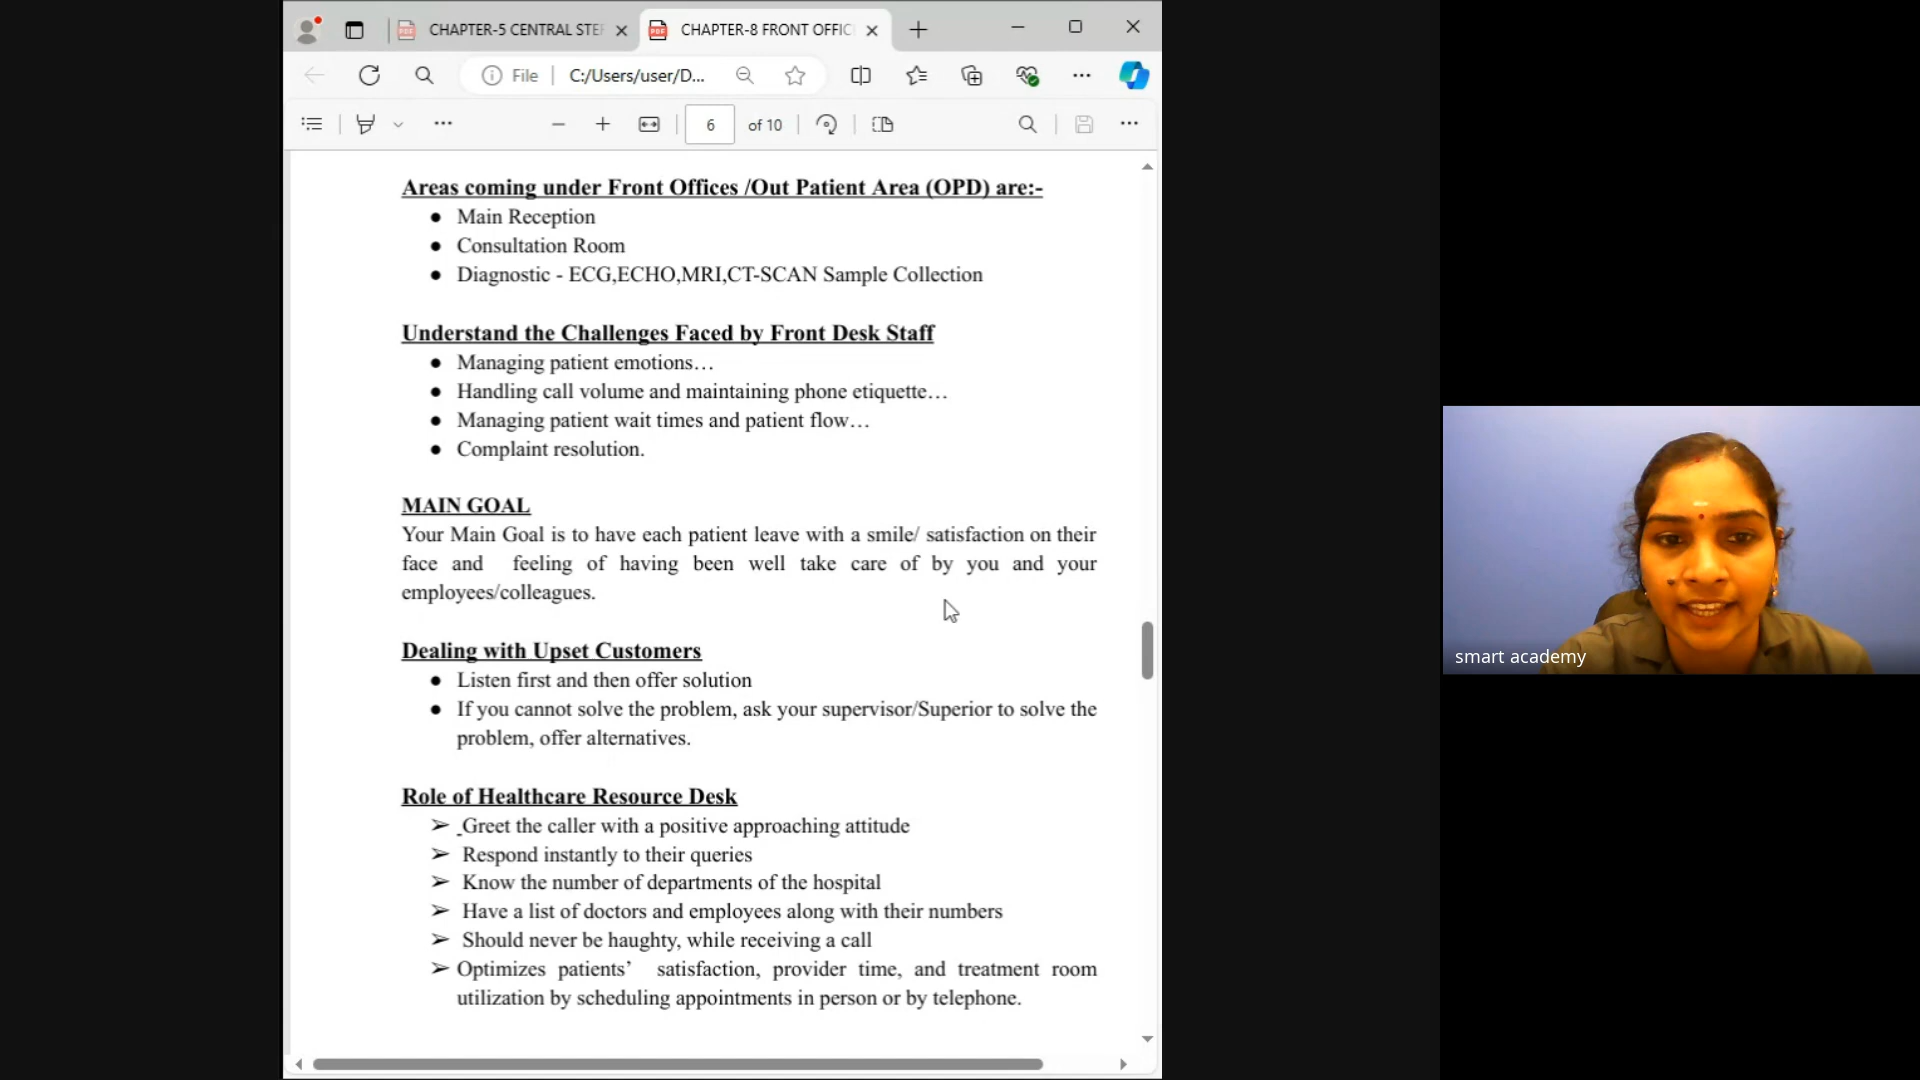 CHAPTER-5 CENTRAL STE
CHAPTER-8 FRONT OFFIC
File
C:/Users/user/D...
6
of 10
Areas coming under Front Offices /Out Patient Area (OPD) are:-
● Main Reception
● Consultation Room
● Diagnostic - ECG,ECHO,MRI,CT-SCAN Sample Collection
Understand the Challenges Faced by Front Desk Staff
● Managing patient emotions…
● Handling call volume and maintaining phone etiquette…
● Managing patient wait times and patient flow…
● Complaint resolution.
MAIN GOAL
Your Main Goal is to have each patient leave with a smile/ satisfaction on their
face and feeling of having been well take care of by you and your
employees/colleagues.
Dealing with Upset Customers
● Listen first and then offer solution
● If you cannot solve the problem, ask your supervisor/Superior to solve the
problem, offer alternatives.
Role of Healthcare Resource Desk
➢ Greet the caller with a positive approaching attitude
➢ Respond instantly to their queries
➢ Know the number of departments of the hospital
➢ Have a list of doctors and employees along with their numbers
➢ Should never be haughty, while receiving a call
➢ Optimizes patients’ satisfaction, provider time, and treatment room
utilization by scheduling appointments in person or by telephone.
smart academy